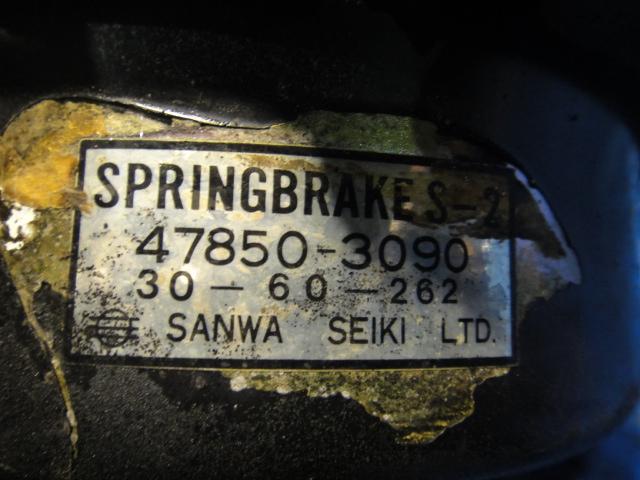 SPRINGBRAKE S-2
47850-3090
30-60-262
SANWA SEIKI LTD.